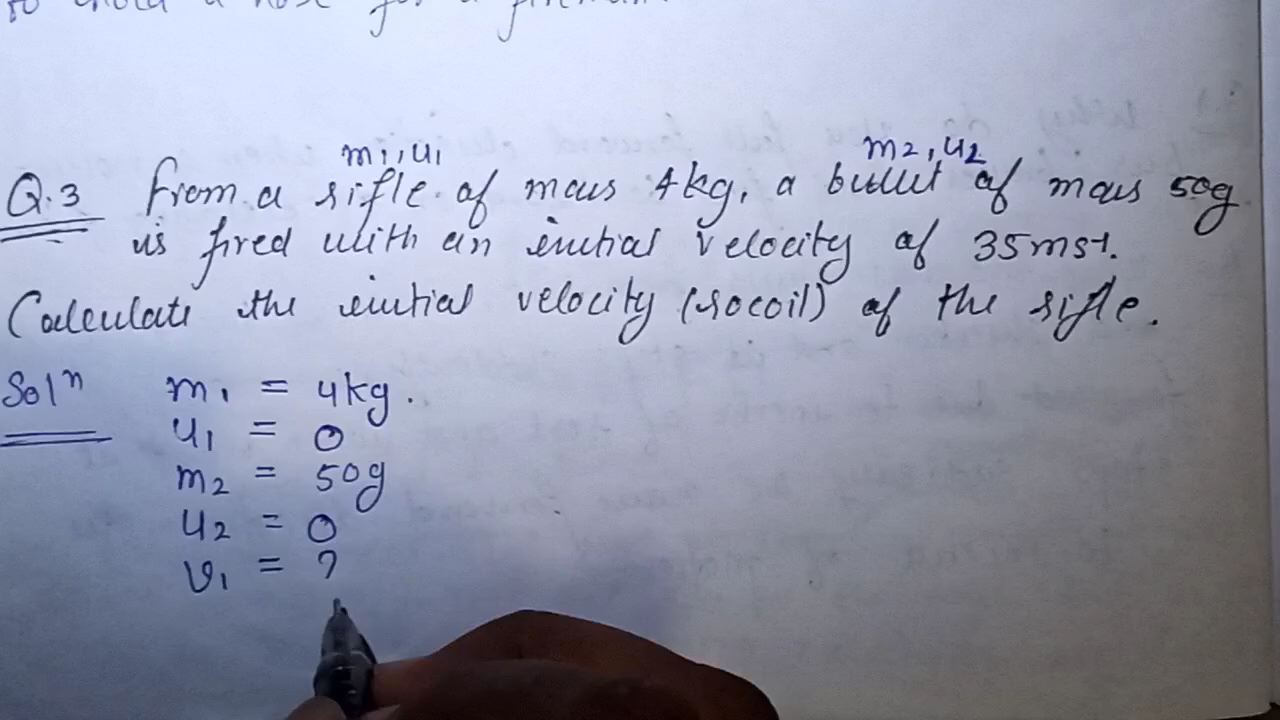 for a fireman.
m1, u1 m2, u2
Q.3 From a rifle of mass 4kg, a bullet of mass 50g
is fired with an initial velocity of 35ms-1.
Calculate the initial velocity (recoil) of the rifle.
Solⁿ m1 = 4kg.
u1 = 0
m2 = 50g
u2 = 0
v1 = ?